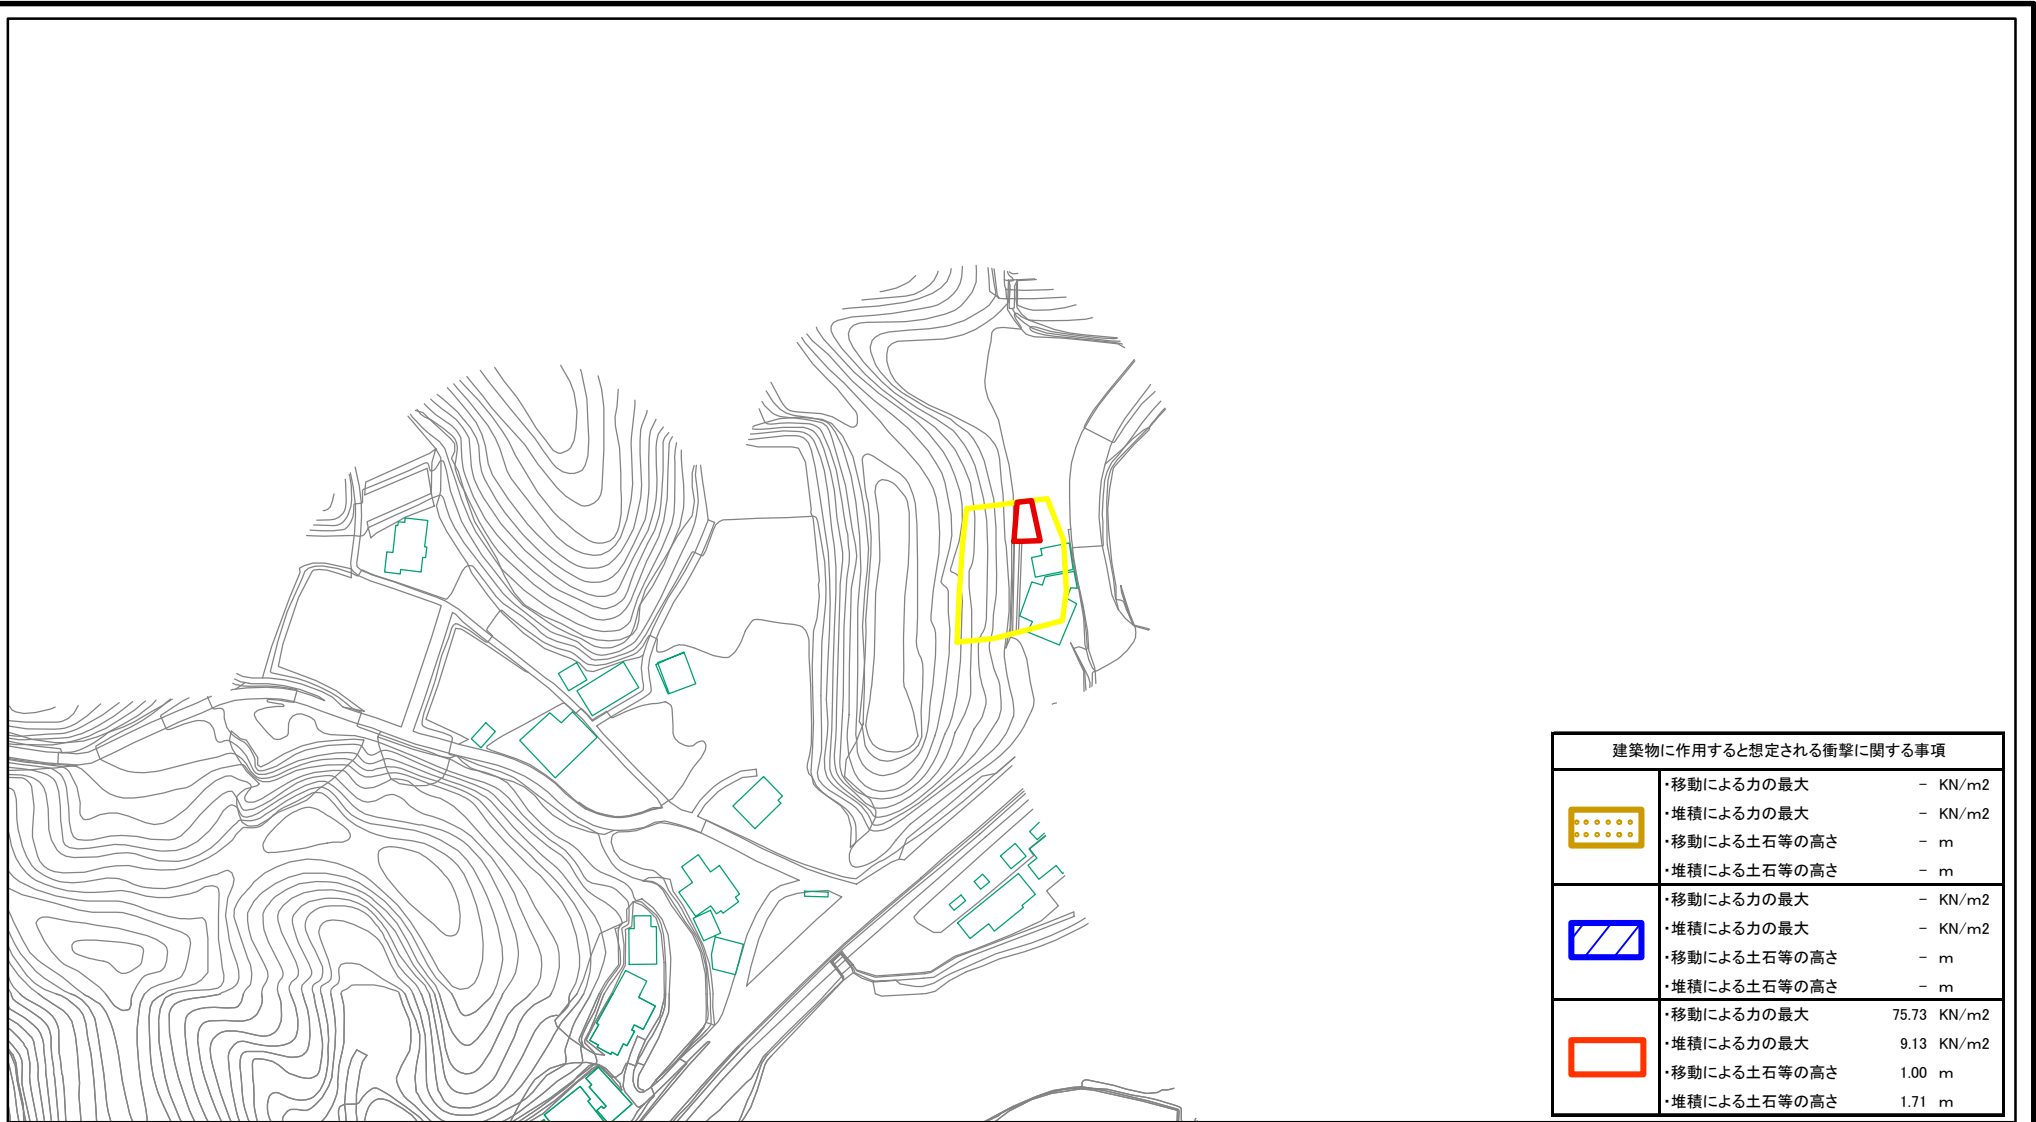 建築物に作用すると想定される衝撃に関する事項
・移動による力の最大 － KN/m2
・堆積による力の最大 － KN/m2
・移動による土石等の高さ － m
・堆積による土石等の高さ － m
・移動による力の最大 － KN/m2
・堆積による力の最大 － KN/m2
・移動による土石等の高さ － m
・堆積による土石等の高さ － m
・移動による力の最大 75.73 KN/m2
・堆積による力の最大 9.13 KN/m2
・移動による土石等の高さ 1.00 m
・堆積による土石等の高さ 1.71 m